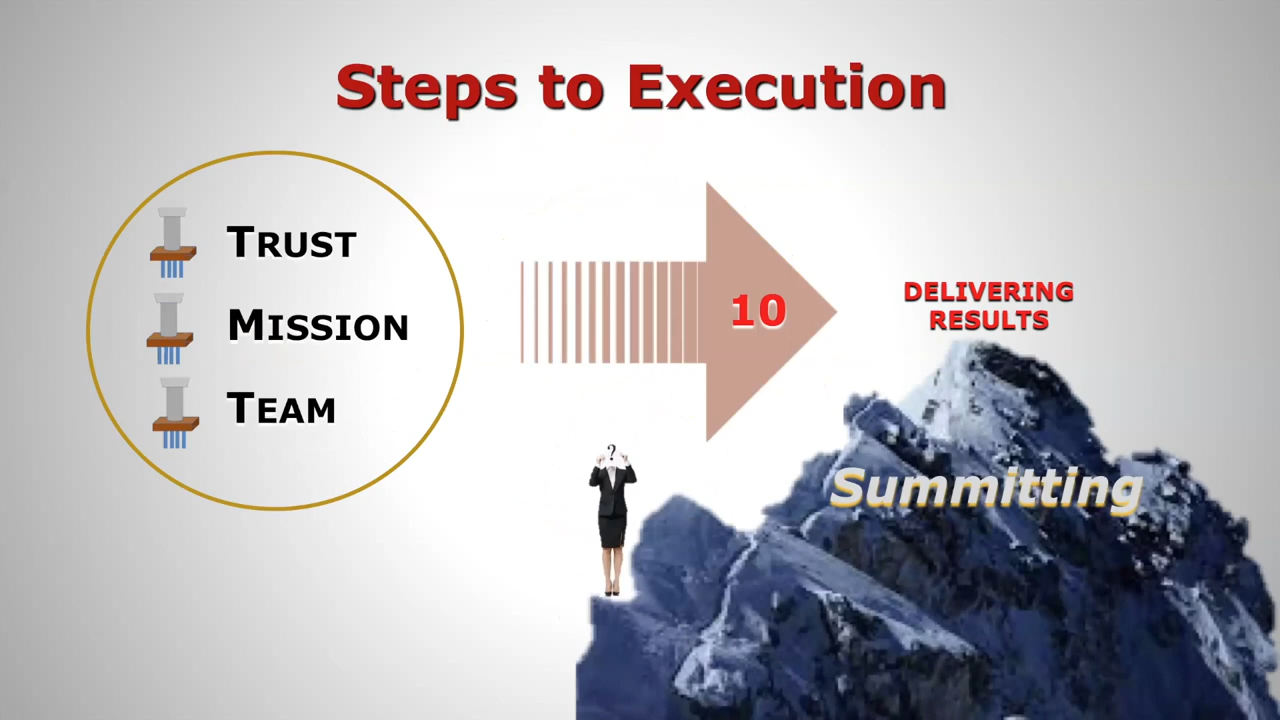 Steps to Execution
TRUST
MISSION
TEAM
10
DELIVERING
RESULTS
?
Summitting